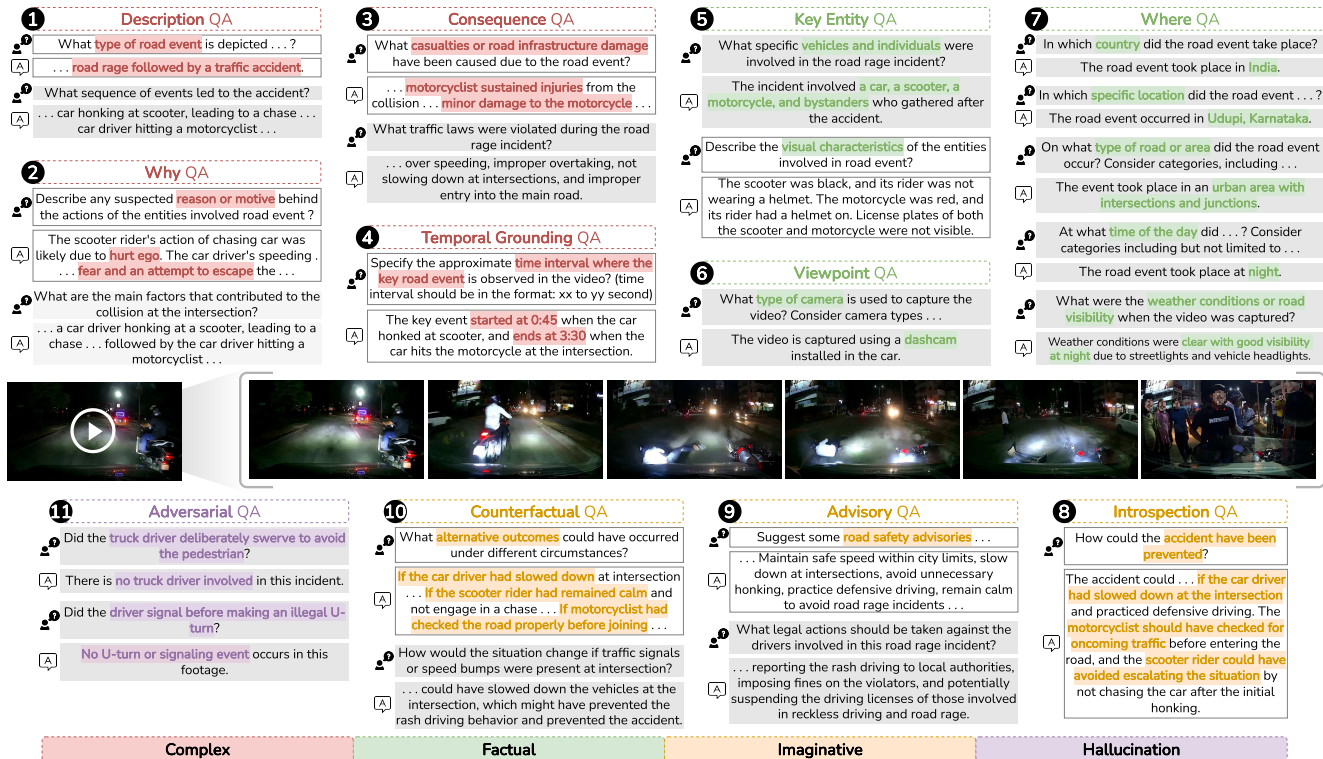 1 Description QA
What type of road event is depicted . . . ?
. . . road rage followed by a traffic accident.
What sequence of events led to the accident?
. . . car honking at scooter, leading to a chase . . .
car driver hitting a motorcyclist . . .
2 Why QA
Describe any suspected reason or motive behind
the actions of the entities involved road event ?
The scooter rider's action of chasing car was
likely due to hurt ego. The car driver's speeding .
. . . fear and an attempt to escape the . . .
What are the main factors that contributed to the
collision at the intersection?
. . . a car driver honking at a scooter, leading to a
chase . . . followed by the car driver hitting a
motorcyclist . . .
3 Consequence QA
What casualties or road infrastructure damage
have been caused due to the road event?
. . . motorcyclist sustained injuries from the
collision . . . minor damage to the motorcycle . . .
What traffic laws were violated during the road
rage incident?
. . . over speeding, improper overtaking, not
slowing down at intersections, and improper
entry into the main road.
4 Temporal Grounding QA
Specify the approximate time interval where the
key road event is observed in the video? (time
interval should be in the format: xx to yy second)
The key event started at 0:45 when the car
honked at scooter, and ends at 3:30 when the
car hits the motorcycle at the intersection.
5 Key Entity QA
What specific vehicles and individuals were
involved in the road rage incident?
The incident involved a car, a scooter, a
motorcycle, and bystanders who gathered after
the accident.
Describe the visual characteristics of the entities
involved in road event?
The scooter was black, and its rider was not
wearing a helmet. The motorcycle was red, and
its rider had a helmet on. License plates of both
the scooter and motorcycle were not visible.
6 Viewpoint QA
What type of camera is used to capture the
video? Consider camera types . . .
The video is captured using a dashcam
installed in the car.
7 Where QA
In which country did the road event take place?
The road event took place in India.
In which specific location did the road event . . . ?
The road event occurred in Udupi, Karnataka.
On what type of road or area did the road event
occur? Consider categories, including . . .
The event took place in an urban area with
intersections and junctions.
At what time of the day did . . . ? Consider
categories including but not limited to . . .
The road event took place at night.
What were the weather conditions or road
visibility when the video was captured?
Weather conditions were clear with good visibility
at night due to streetlights and vehicle headlights.
11 Adversarial QA
Did the truck driver deliberately swerve to avoid
the pedestrian?
There is no truck driver involved in this incident.
Did the driver signal before making an illegal U-
turn?
No U-turn or signaling event occurs in this
footage.
10 Counterfactual QA
What alternative outcomes could have occurred
under different circumstances?
If the car driver had slowed down at intersection
. . . If the scooter rider had remained calm and
not engage in a chase . . . If motorcyclist had
checked the road properly before joining . . .
How would the situation change if traffic signals
or speed bumps were present at intersection?
. . . could have slowed down the vehicles at the
intersection, which might have prevented the
rash driving behavior and prevented the accident.
9 Advisory QA
Suggest some road safety advisories . . .
. . . Maintain safe speed within city limits, slow
down at intersections, avoid unnecessary
honking, practice defensive driving, remain calm
to avoid road rage incidents . . .
What legal actions should be taken against the
drivers involved in this road rage incident?
. . . reporting the rash driving to local authorities,
imposing fines on the violators, and potentially
suspending the driving licenses of those involved
in reckless driving and road rage.
8 Introspection QA
How could the accident have been
prevented?
The accident could . . . if the car driver
had slowed down at the intersection
and practiced defensive driving. The
motorcyclist should have checked for
oncoming traffic before entering the
road, and the scooter rider could have
avoided escalating the situation by
not chasing the car after the initial
honking.
Complex
Factual
Imaginative
Hallucination